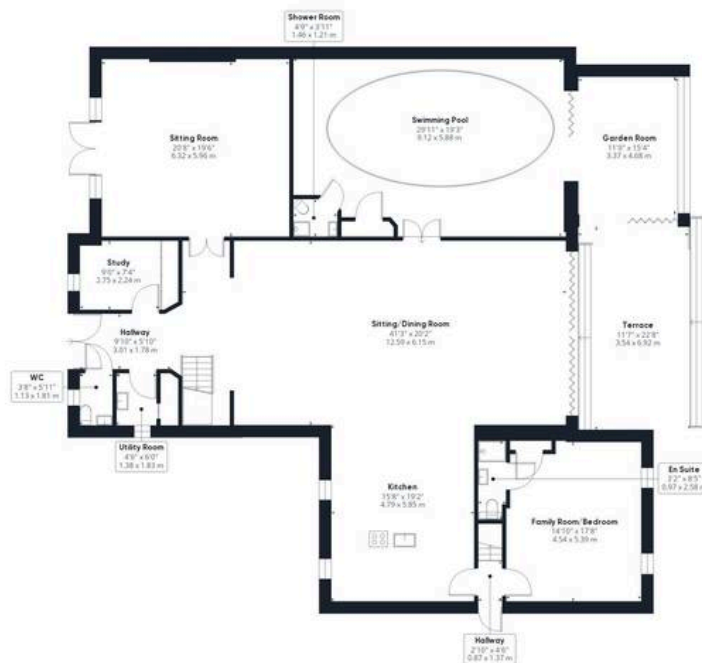 Shower Room
4'9" x 3'11"
1.46 x 1.21 m
Sitting Room
20'8" x 19'6"
6.32 x 5.96 m
Swimming Pool
29'11" x 19'3"
9.12 x 5.88 m
Garden Room
11'0" x 15'4"
3.37 x 4.68 m
Study
9'0" x 7'4"
2.75 x 2.24 m
Hallway
9'10" x 5'10"
3.01 x 1.78 m
Sitting/Dining Room
41'3" x 20'2"
12.59 x 6.15 m
Terrace
11'7" x 22'8"
3.54 x 6.92 m
WC
3'8" x 5'11"
1.13 x 1.81 m
Utility Room
4'6" x 6'0"
1.38 x 1.83 m
Kitchen
15'8" x 19'2"
4.79 x 5.85 m
En Suite
3'2" x 8'5"
0.97 x 2.58 m
Family Room/Bedroom
14'10" x 17'8"
4.54 x 5.39 m
Hallway
2'10" x 4'6"
0.87 x 1.37 m